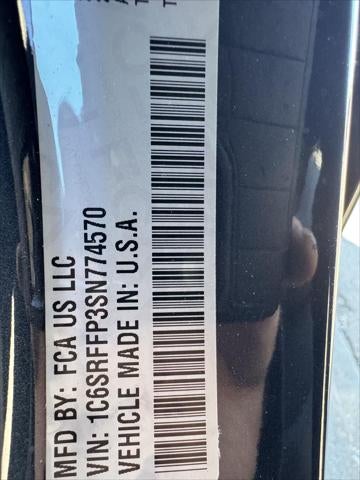 MFD BY: FCA US LLC
VIN: 1C6SRFFP3SN774570
VEHICLE MADE IN: U.S.A.